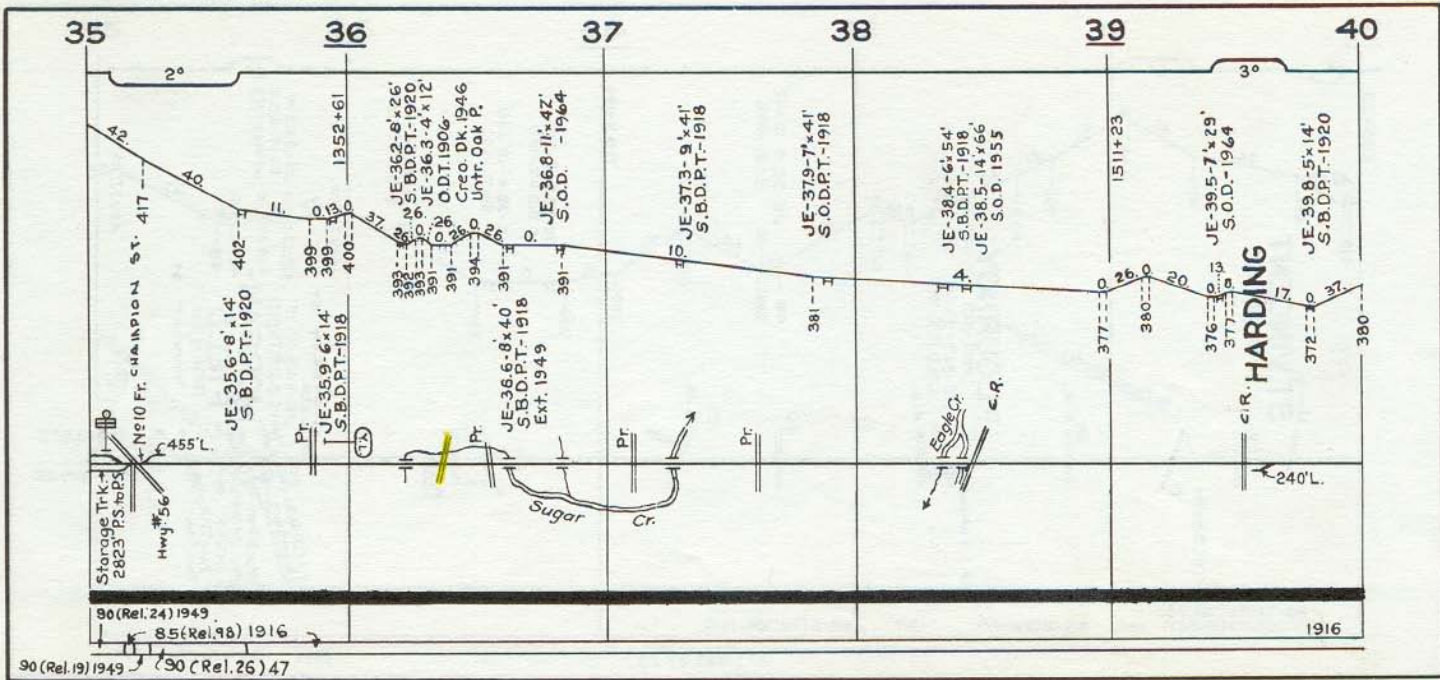 35
36
37
38
39
40
2°
3°
42.
40.
11.
0.
13.
0.
37.
26.
26.
0.
26.
0.
26.
0.
26.
0.
10.
4.
0.
26.
0.
20
13.
0.
0.
17.
0.
37.
1352+61
1511+23
417
402
399
399
400
393
392
393
391
391
394
391
391
381
377
380
376
377
372
380
No 10 Fr. CHAMPION ST.
JE-35.6-8'x14'
S.B.D.P.T.-1920
JE-35.9-6'x14'
S.B.D.P.T.-1918
JE-36.2-8'x26'
S.B.D.P.T.-1920
JE-36.3-4'x12'
O.D.T.1906.
Creo. Dk.1946
Untr. Oak P.
JE-36.6-8'x40'
S.B.D.P.T.-1918
Ext. 1949
JE-36.8-11'x42'
S.O.D. -1964
JE-37.3-9'x41'
S.B.D.P.T.-1918
JE-37.9-7'x41'
S.O.D.P.T.-1918
JE-38.4-6'x54'
S.B.D.P.T.-1918
JE-38.5-14'x66'
S.O.D. 1955
JE-39.5-7'x29'
S.O.D.-1964
HARDING
JE-39.8-5'x14'
S.B.D.P.T.-1920
455'L.
Pr.
Pr.
Pr.
Pr.
Eagle Cr.
C.R.
C.R.
240'L.
Storage Trk.
2823' P.S. to P.S.
Hwy. #56
Sugar Cr.
90 (Rel.24) 1949
85 (Rel.98) 1916
1916
90 (Rel.19) 1949
90 (Rel.26) 47